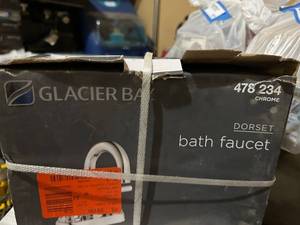 GLACIER BA
478 234
CHROME
DORSET
bath faucet